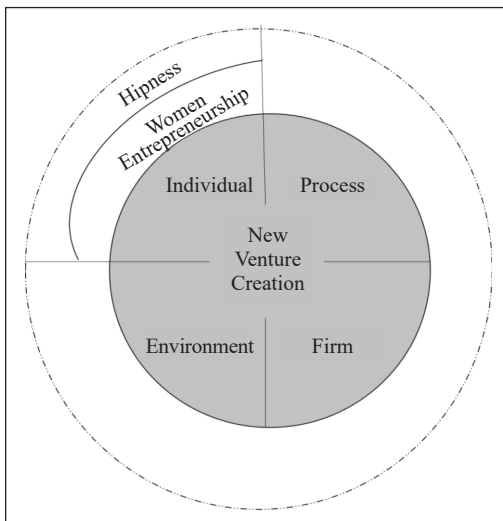 Hipness
Women
Entrepreneurship
Individual
Process
New
Venture
Creation
Environment
Firm